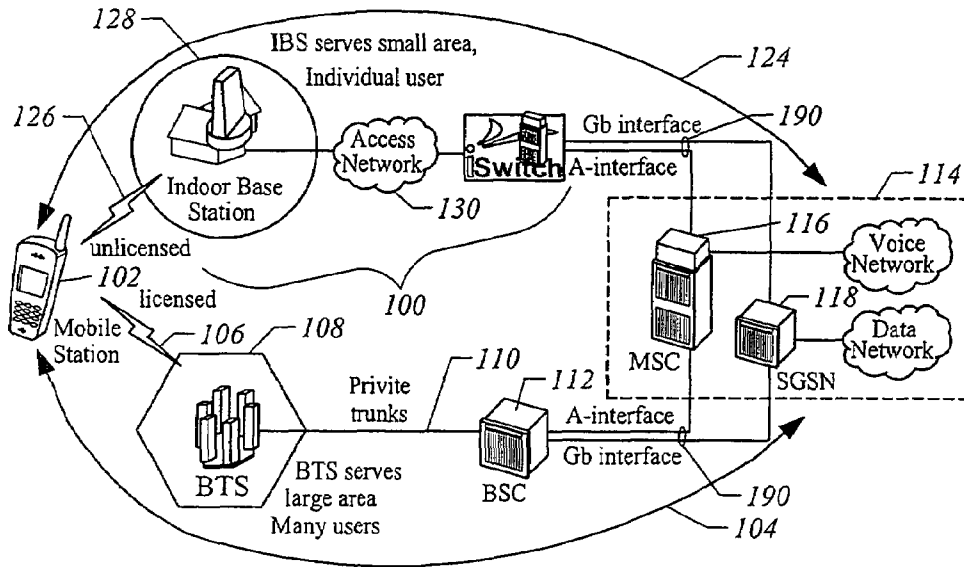 128
IBS serves small area,
Individual user
124
126
Access
Network
Gb interface
190
iSwitch
A-interface
Indoor Base
Station
130
114
unlicensed
116
Voice
Network
102
100
licensed
118
106
108
Mobile
Station
MSC
Data
Network
SGSN
110
112
Privite
trunks
A-interface
Gb interface
BTS
BTS serves
large area
Many users
BSC
190
104